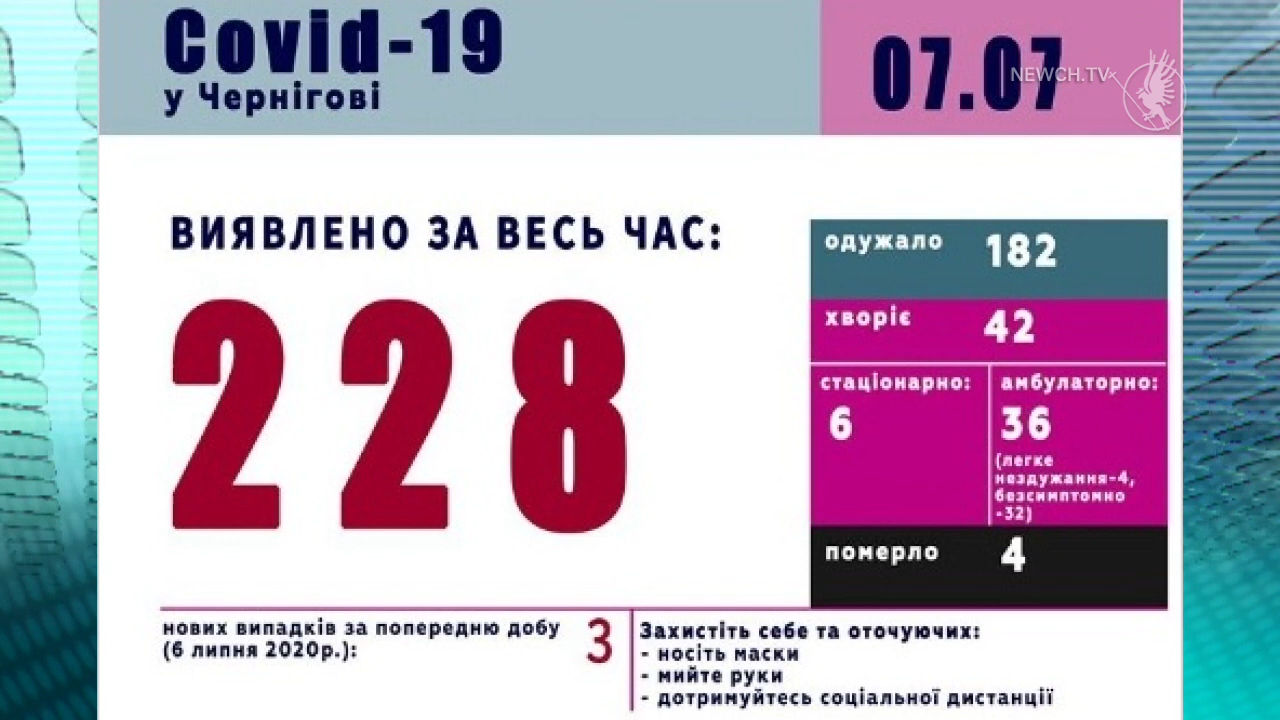 Covid-19
у Чернігові
07.07
NEWCH.TV
ВИЯВЛЕНО ЗА ВЕСЬ ЧАС:
228
одужало 182
хворіє 42
стаціонарно:
6
амбулаторно:
36
(легке
нездужання-4,
безсимптомно
-32)
померло 4
нових випадків за попередню добу
(6 липня 2020р.):
3
Захистіть себе та оточуючих:
- носіть маски
- мийте руки
- дотримуйтесь соціальної дистанції